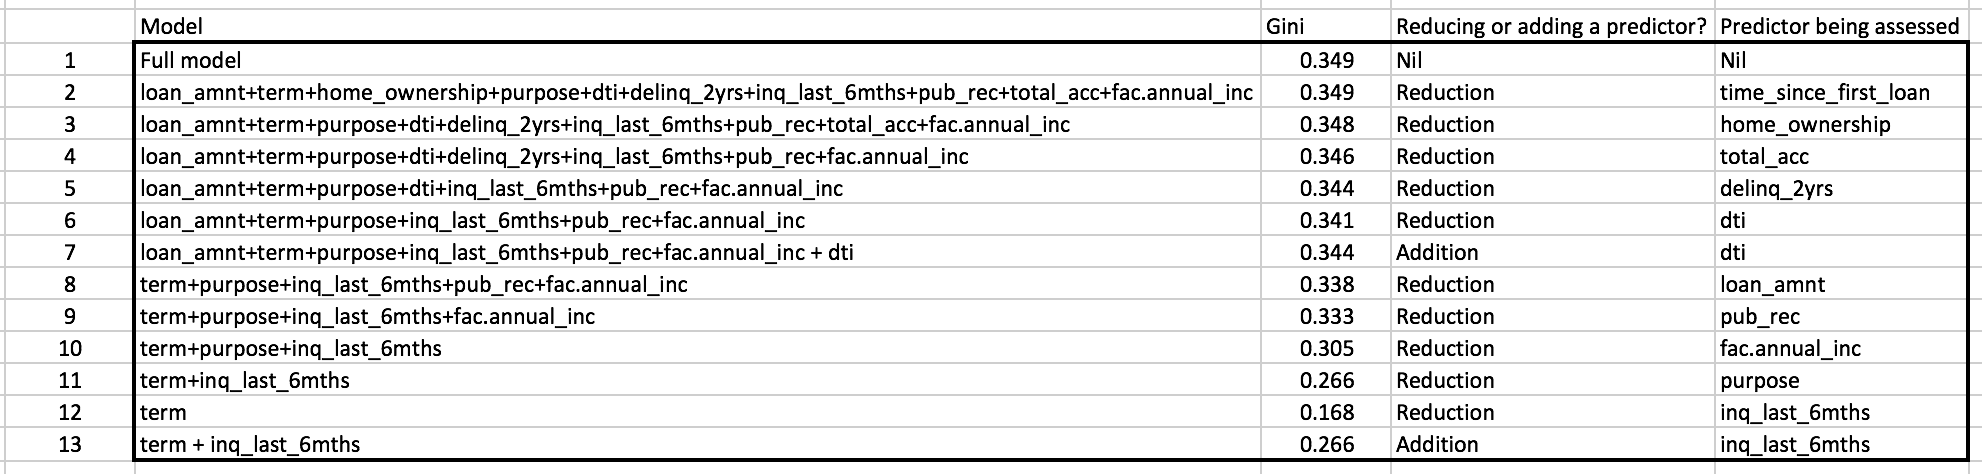 Model Gini Reducing or adding a predictor? Predictor being assessed
1 Full model 0.349 Nil Nil
2 loan_amnt+term+home_ownership+purpose+dti+delinq_2yrs+inq_last_6mths+pub_rec+total_acc+fac.annual_inc 0.349 Reduction time_since_first_loan
3 loan_amnt+term+purpose+dti+delinq_2yrs+inq_last_6mths+pub_rec+total_acc+fac.annual_inc 0.348 Reduction home_ownership
4 loan_amnt+term+purpose+dti+delinq_2yrs+inq_last_6mths+pub_rec+fac.annual_inc 0.346 Reduction total_acc
5 loan_amnt+term+purpose+dti+inq_last_6mths+pub_rec+fac.annual_inc 0.344 Reduction delinq_2yrs
6 loan_amnt+term+purpose+inq_last_6mths+pub_rec+fac.annual_inc 0.341 Reduction dti
7 loan_amnt+term+purpose+inq_last_6mths+pub_rec+fac.annual_inc + dti 0.344 Addition dti
8 term+purpose+inq_last_6mths+pub_rec+fac.annual_inc 0.338 Reduction loan_amnt
9 term+purpose+inq_last_6mths+fac.annual_inc 0.333 Reduction pub_rec
10 term+purpose+inq_last_6mths 0.305 Reduction fac.annual_inc
11 term+inq_last_6mths 0.266 Reduction purpose
12 term 0.168 Reduction inq_last_6mths
13 term + inq_last_6mths 0.266 Addition inq_last_6mths